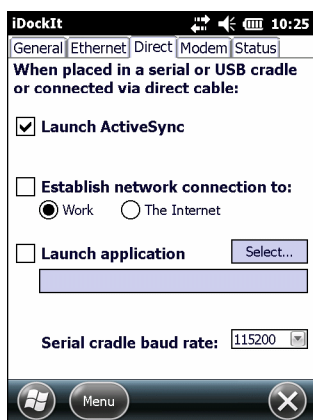 iDockIt 10:25
General Ethernet Direct Modem Status
When placed in a serial or USB cradle
or connected via direct cable:
Launch ActiveSync
Establish network connection to:
Work The Internet
Launch application Select...
Serial cradle baud rate: 115200
Menu